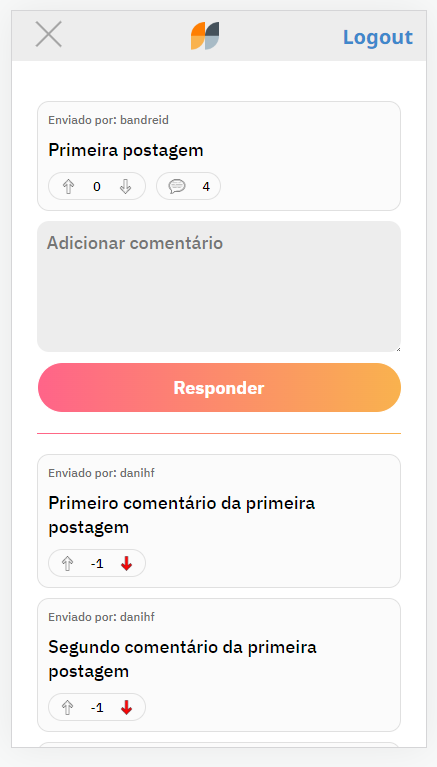 Logout
Enviado por: bandreid
Primeira postagem
0
4
Adicionar comentário
Responder
Enviado por: danihf
Primeiro comentário da primeira
postagem
-1
Enviado por: danihf
Segundo comentário da primeira
postagem
-1